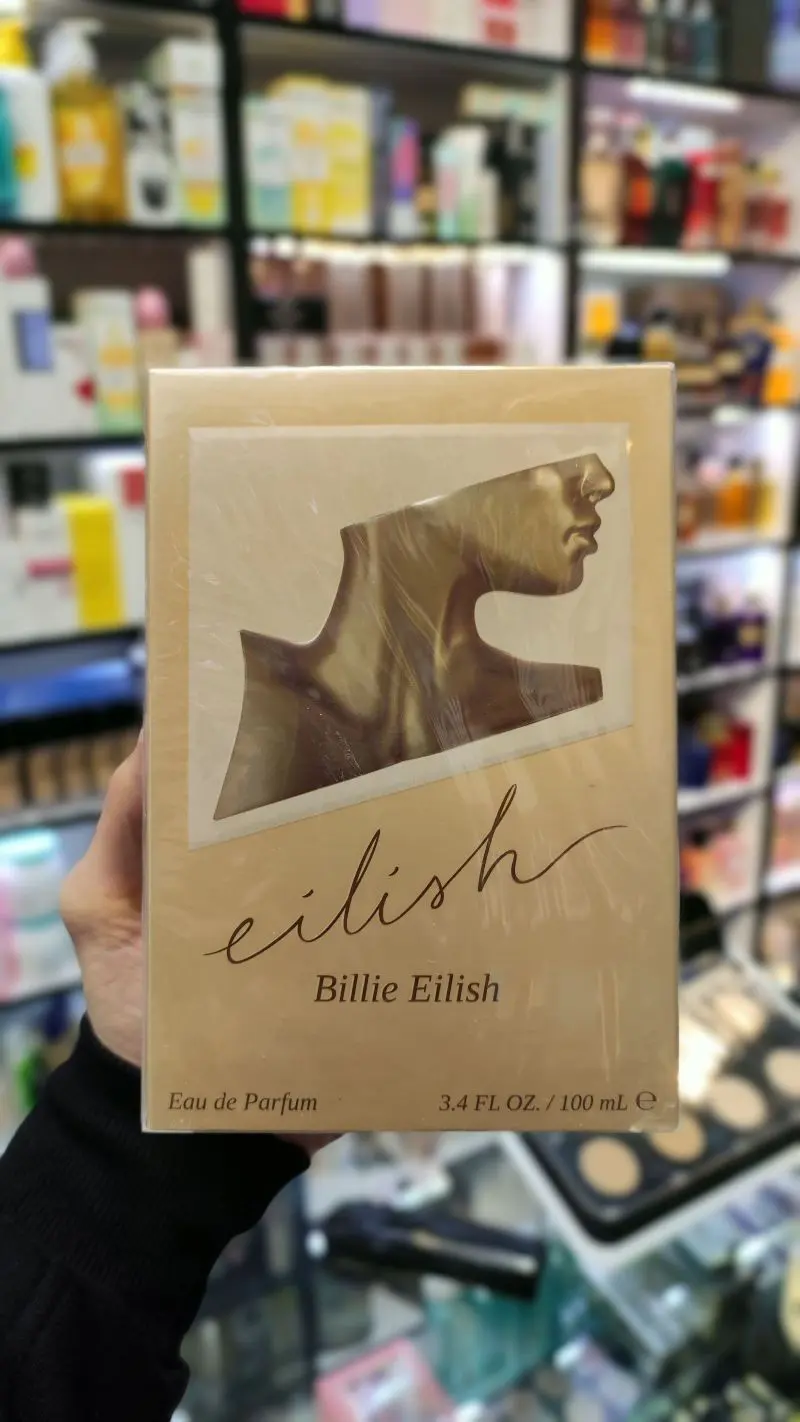 eilish
Billie Eilish
Eau de Parfum
3.4 FL OZ. / 100 mL ℮